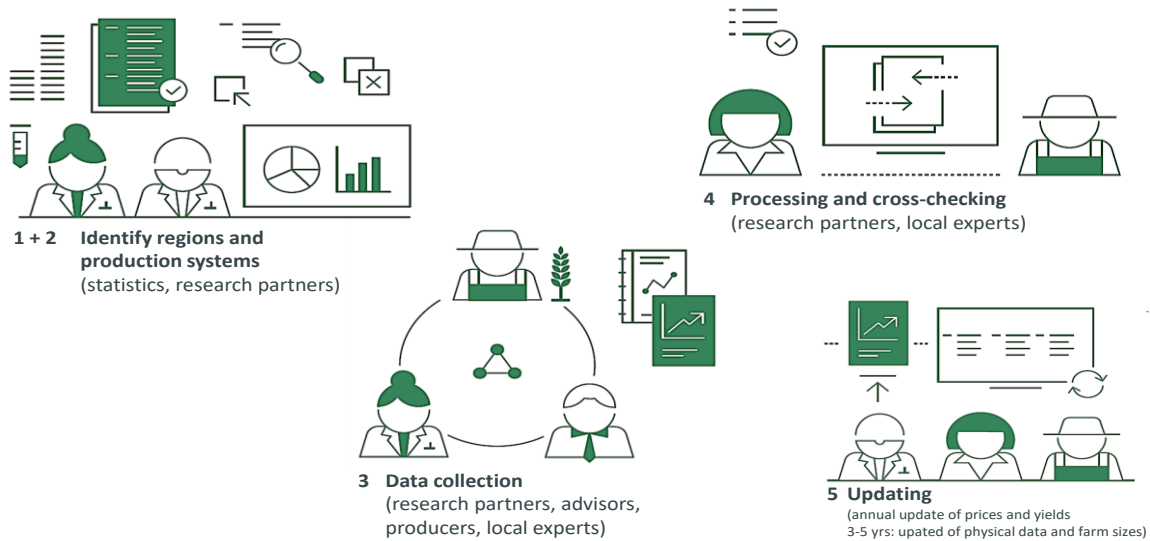 1 + 2 Identify regions and
production systems
(statistics, research partners)
3 Data collection
(research partners, advisors,
producers, local experts)
4 Processing and cross-checking
(research partners, local experts)
5 Updating
(annual update of prices and yields
3-5 yrs: upated of physical data and farm sizes)